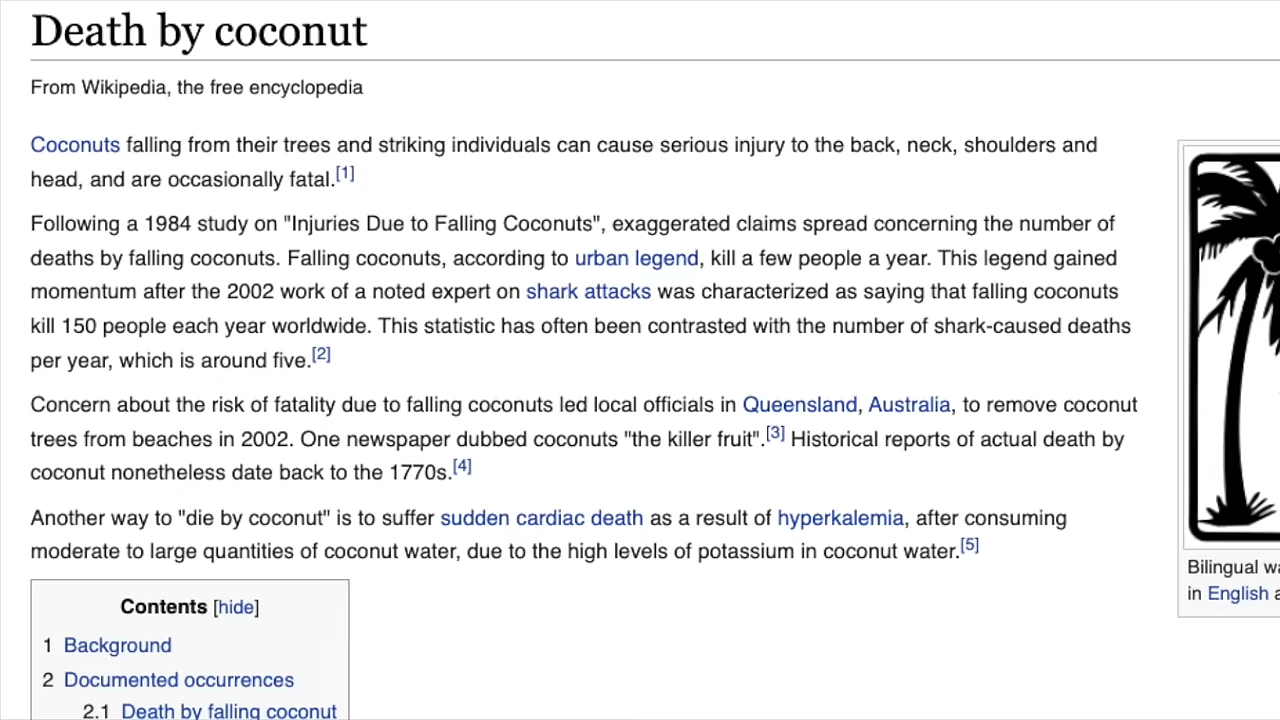 Death by coconut
From Wikipedia, the free encyclopedia
Coconuts falling from their trees and striking individuals can cause serious injury to the back, neck, shoulders and
head, and are occasionally fatal.[1]
Following a 1984 study on "Injuries Due to Falling Coconuts", exaggerated claims spread concerning the number of
deaths by falling coconuts. Falling coconuts, according to urban legend, kill a few people a year. This legend gained
momentum after the 2002 work of a noted expert on shark attacks was characterized as saying that falling coconuts
kill 150 people each year worldwide. This statistic has often been contrasted with the number of shark-caused deaths
per year, which is around five.[2]
Concern about the risk of fatality due to falling coconuts led local officials in Queensland, Australia, to remove coconut
trees from beaches in 2002. One newspaper dubbed coconuts "the killer fruit".[3] Historical reports of actual death by
coconut nonetheless date back to the 1770s.[4]
Another way to "die by coconut" is to suffer sudden cardiac death as a result of hyperkalemia, after consuming
moderate to large quantities of coconut water, due to the high levels of potassium in coconut water.[5]
Bilingual
in English
Contents [hide]
1 Background
2 Documented occurrences
2.1 Death by falling coconut